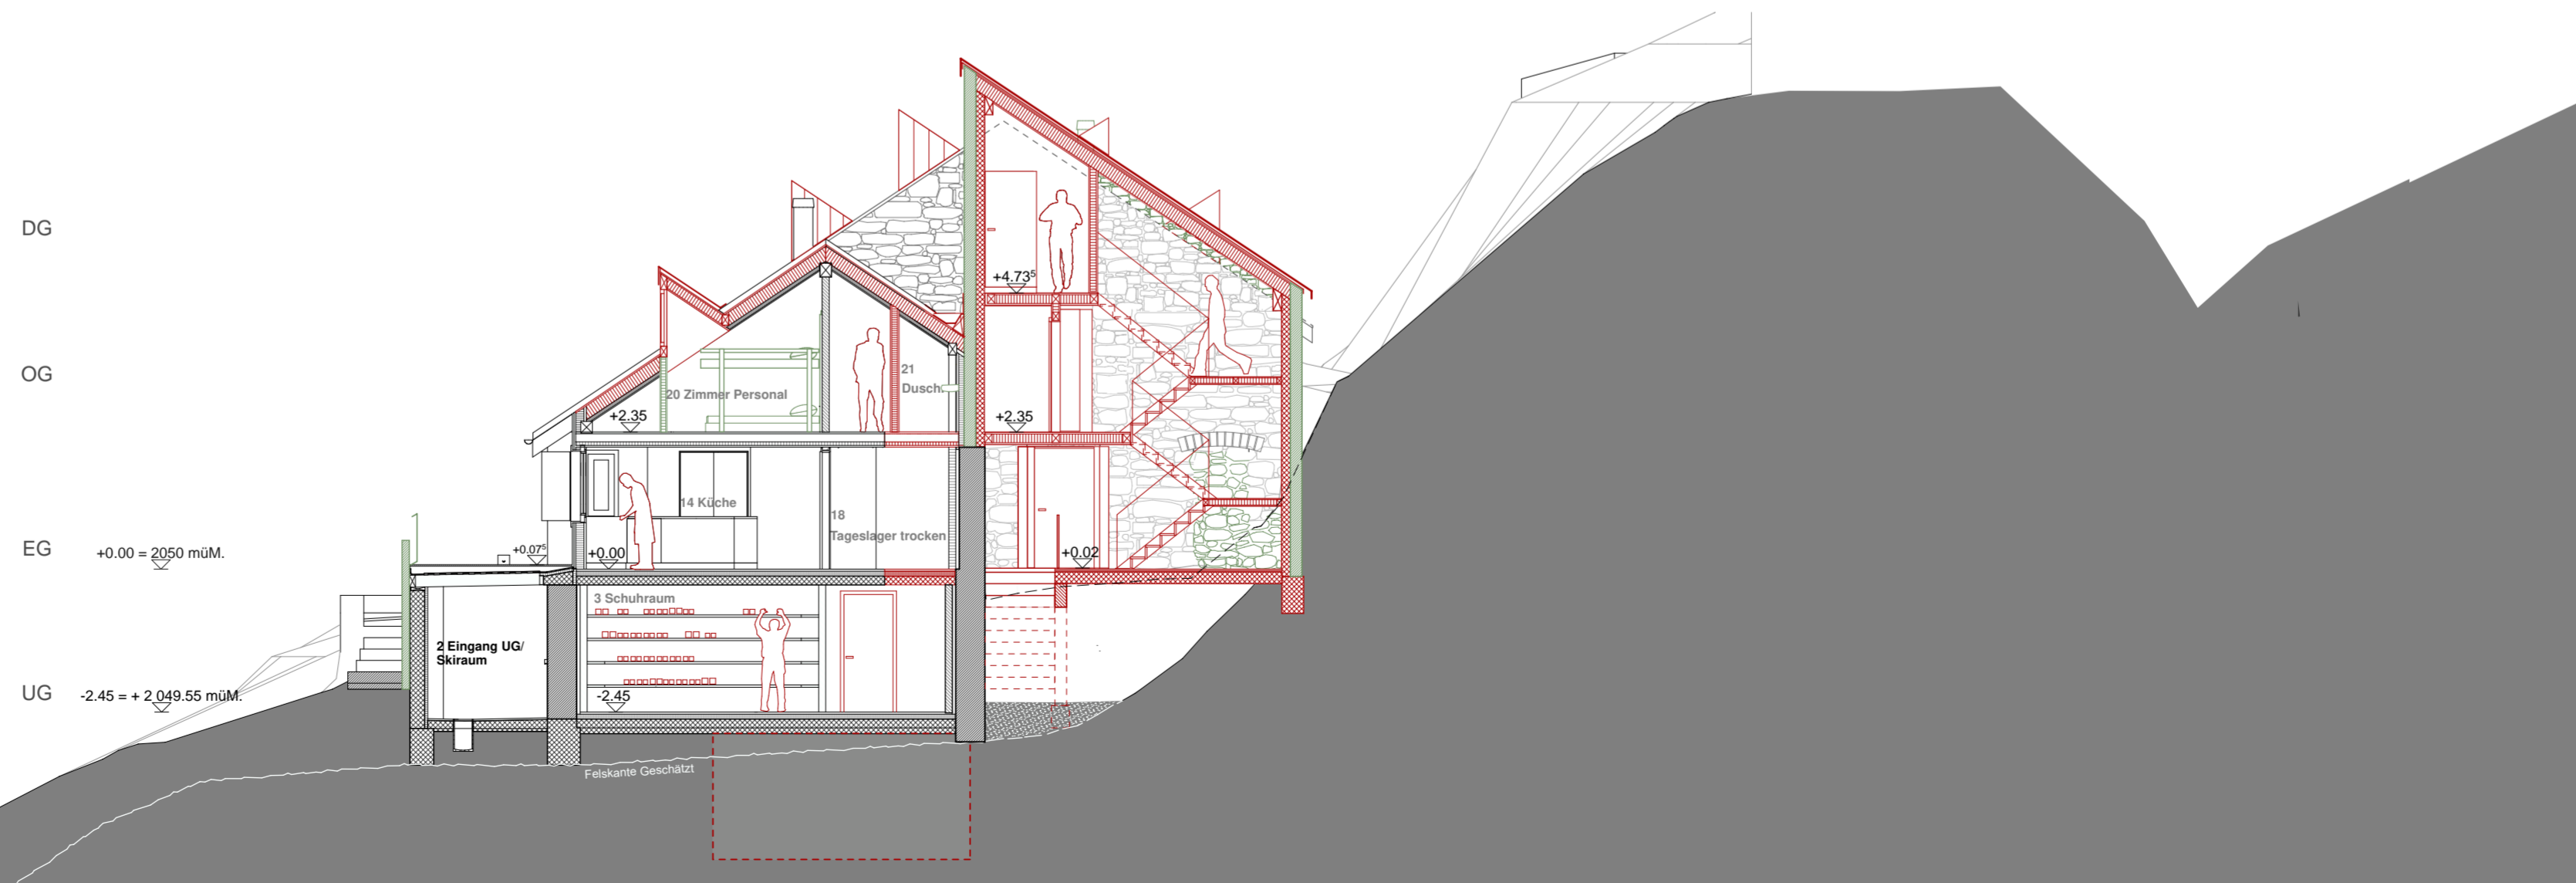 DG
+4.73⁵
OG
21
Dusch.
20 Zimmer Personal
+2.35
+2.35
14 Küche
18
Tageslager trocken
EG
+0.00 = 2050 müM.
+0.07⁵
+0.00
+0.02
3 Schuhraum
2 Eingang UG/
Skiraum
UG
-2.45 = + 2 049.55 müM.
-2.45
Felskante Geschätzt